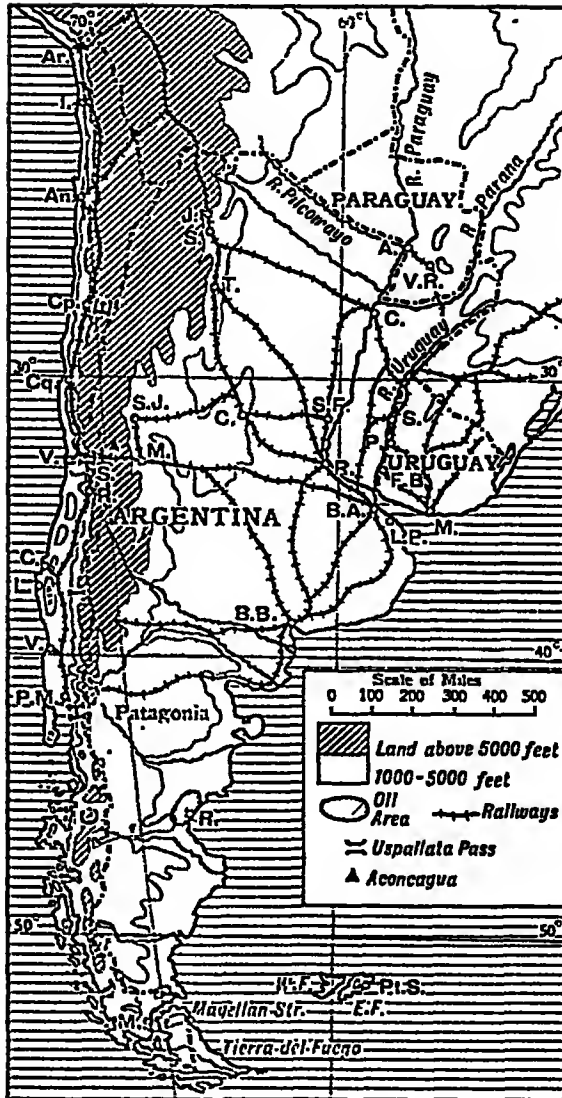 70°
60°
Ar.
I.
An.
R. Paraguay
R. Pilcomayo
PARAGUAY
R. Parana
J.
S.
A.
V.R.
T.
Cp.
C.
R. Uruguay
30°
30°
Cq.
S.J.
C.
S.F.
S.
P.
V.
M.
R.
URUGUAY
F.B.
S.
R.
ARGENTINA
B.A.
M.
L.P.
C.
L.
B.B.
V.
40°
P.M.
Patagonia
Scale of Miles
0 100 200 300 400 500
Land above 5000 feet
1000-5000 feet
Oil Area
Railways
Uspallata Pass
Aconcagua
R.
50°
50°
W.F.
P.t.S.
E.F.
Magellan Str.
M.
Tierra-del-Fuego